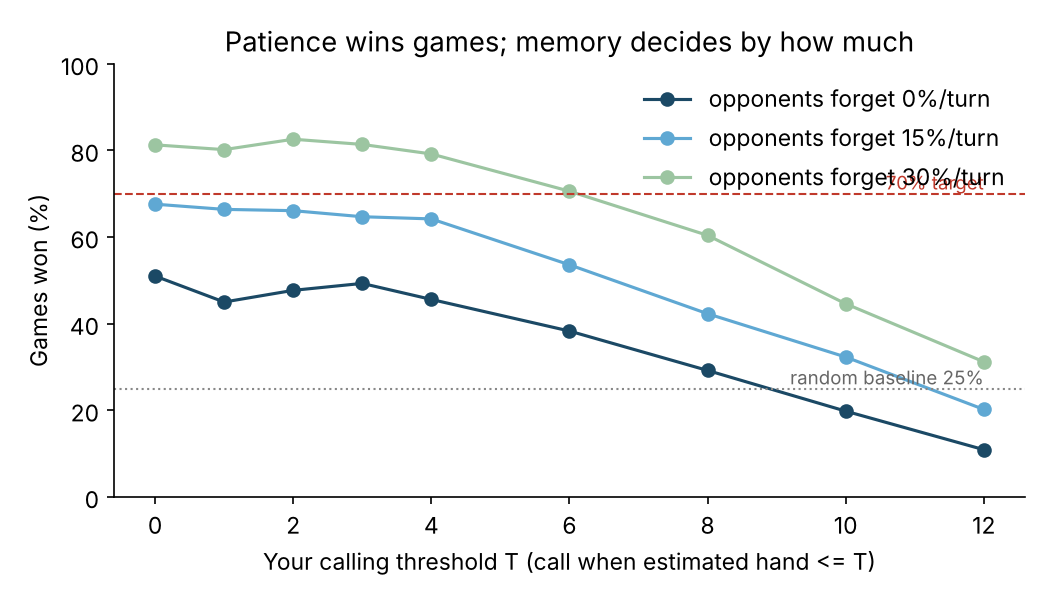 Patience wins games; memory decides by how much
100
80
60
40
20
0
Games won (%)
opponents forget 0%/turn
opponents forget 15%/turn
opponents forget 30%/turn
70% target
random baseline 25%
0 2 4 6 8 10 12
Your calling threshold T (call when estimated hand <= T)